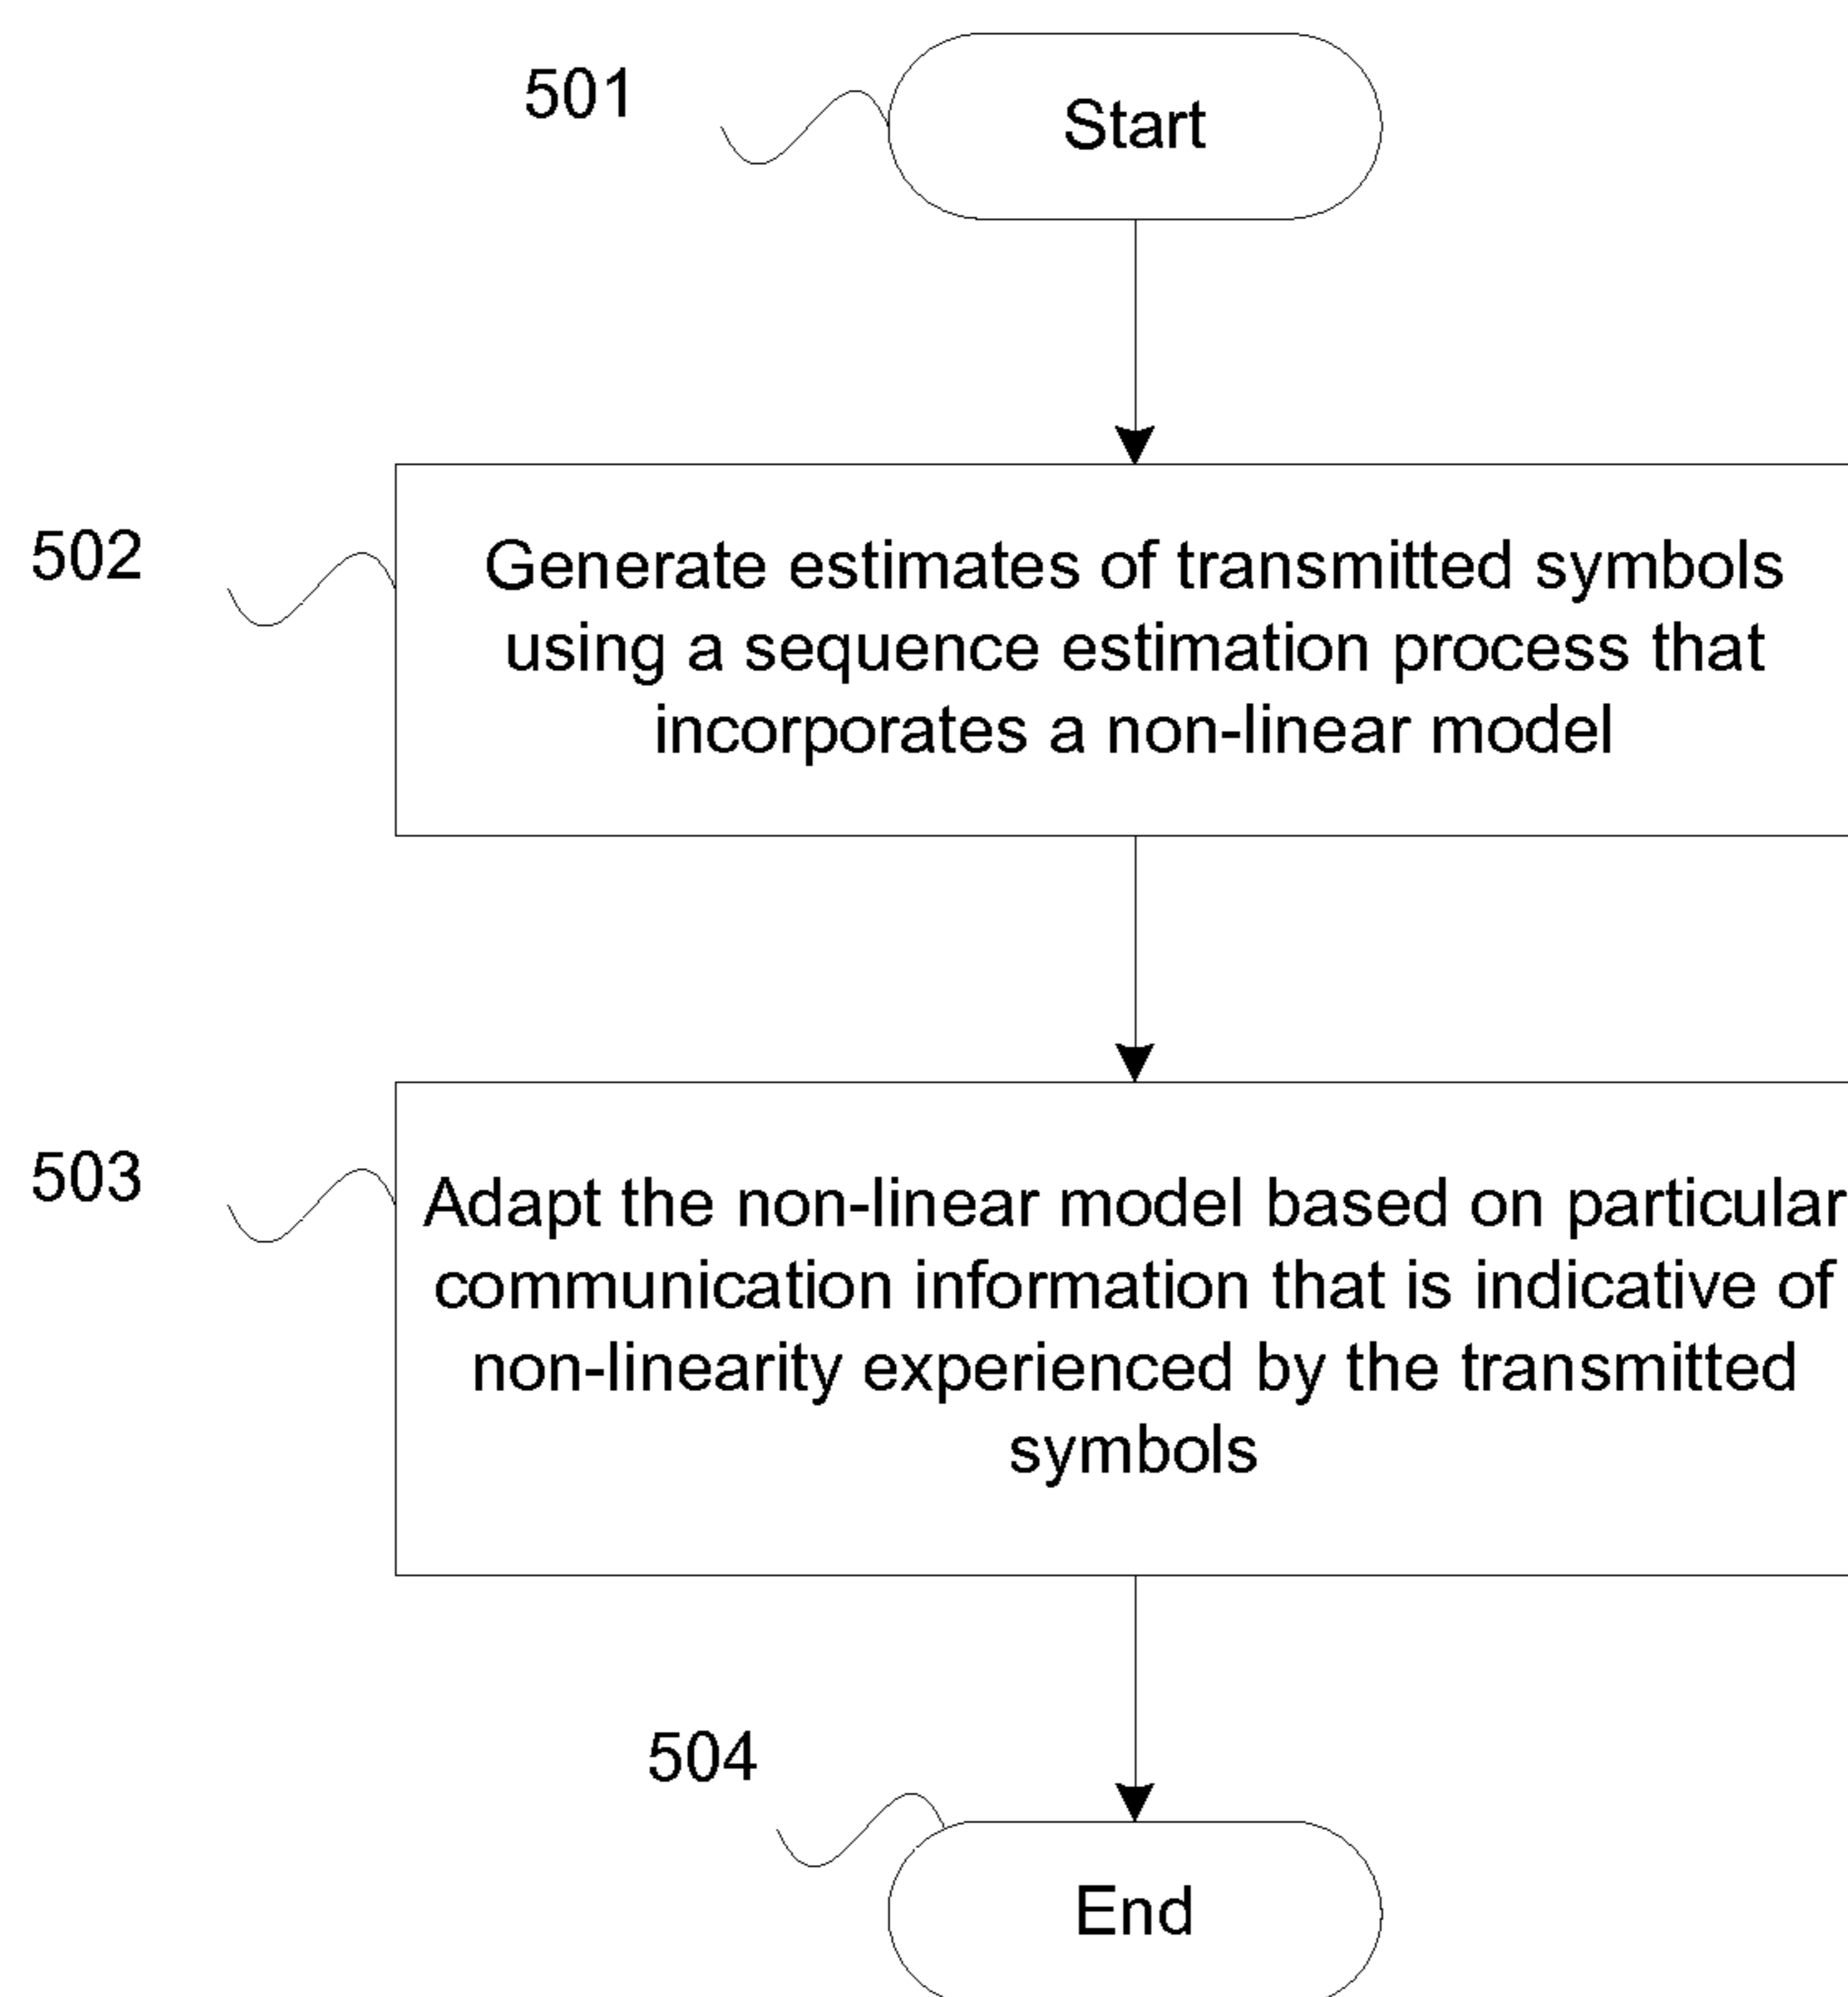 501
Start
502
Generate estimates of transmitted symbols
using a sequence estimation process that
incorporates a non-linear model
503
Adapt the non-linear model based on particular
communication information that is indicative of
non-linearity experienced by the transmitted
symbols
504
End